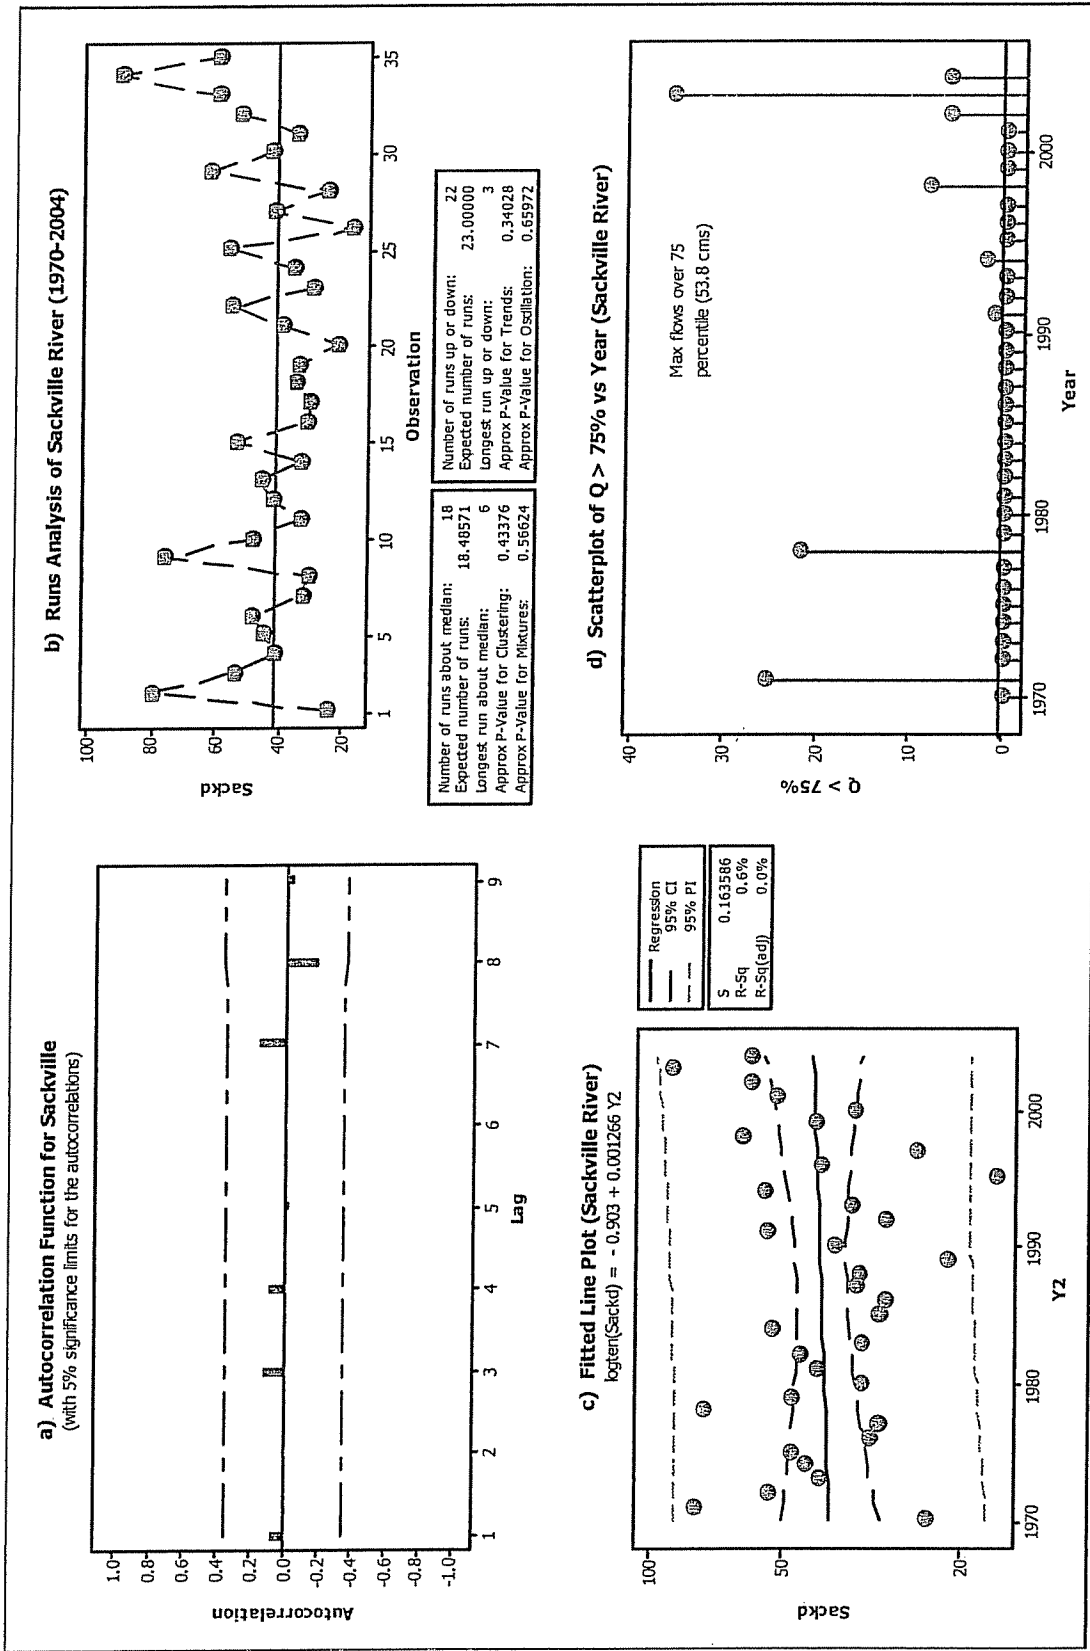 a) Autocorrelation Function for Sackville
(with 5% significance limits for the autocorrelations)
Autocorrelation
1.0
0.8
0.6
0.4
0.2
0.0
-0.2
-0.4
-0.6
-0.8
-1.0
1
2
3
4
5
6
7
8
9
Lag
b) Runs Analysis of Sackville River (1970-2004)
Sackd
100
80
60
40
20
1
5
10
15
20
25
30
35
Observation
Number of runs about median: 18
Expected number of runs: 18.48571
Longest run about median: 6
Approx P-Value for Clustering: 0.43376
Approx P-Value for Mixtures: 0.56624
Number of runs up or down: 22
Expected number of runs: 23.00000
Longest run up or down: 3
Approx P-Value for Trends: 0.34028
Approx P-Value for Oscillation: 0.65972
c) Fitted Line Plot (Sackville River)
logten(Sackd) = - 0.903 + 0.001266 Y2
Sackd
100
50
20
1970
1980
1990
2000
Y2
Regression
95% CI
95% PI
S 0.163586
R-Sq 0.6%
R-Sq(adj) 0.0%
d) Scatterplot of Q > 75% vs Year (Sackville River)
Q > 75%
40
30
20
10
0
Max flows over 75
percentile (53.8 cms)
1970
1980
1990
2000
Year